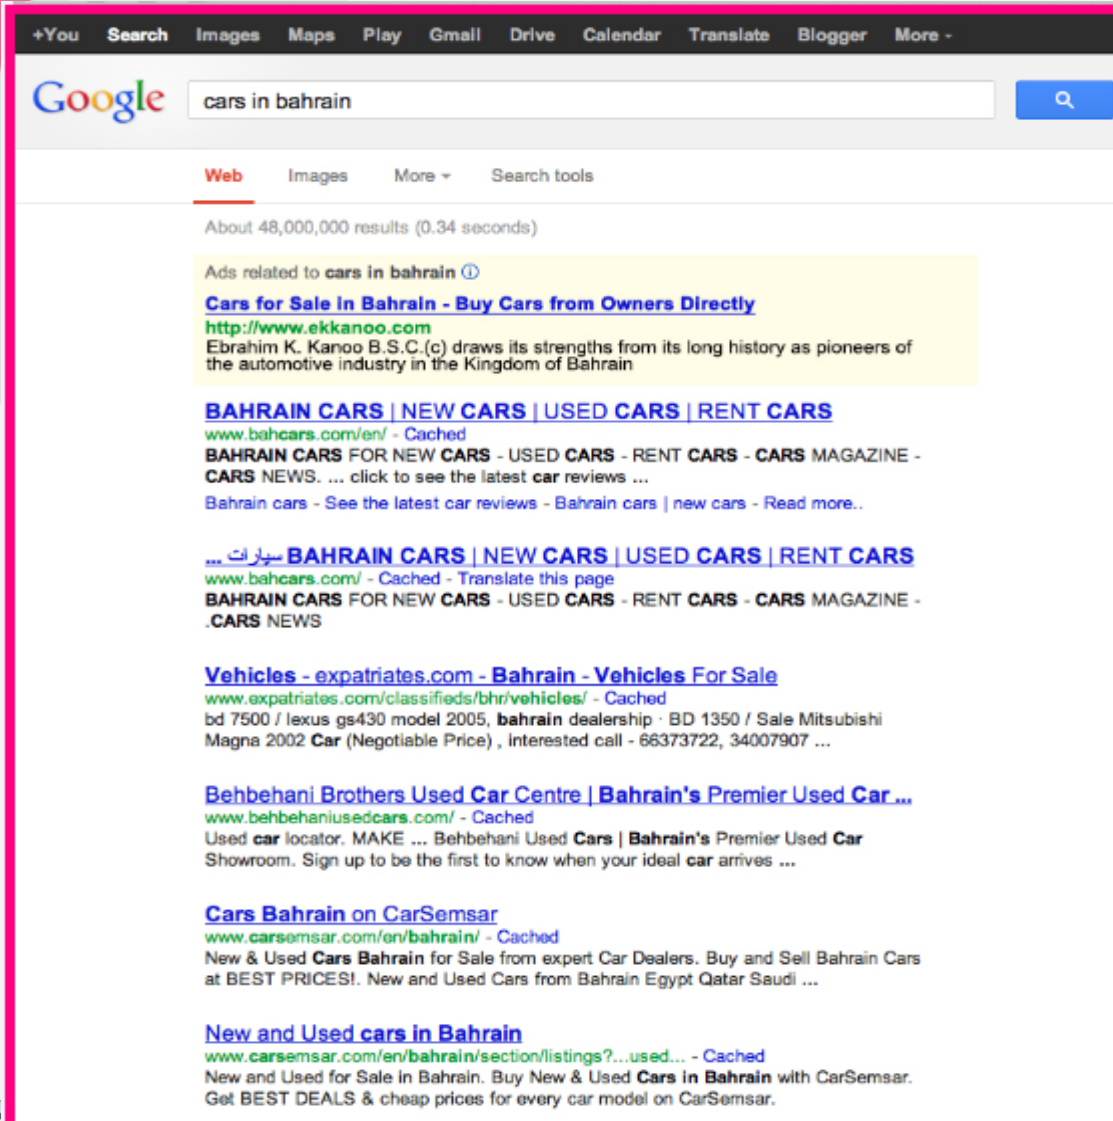 +You Search Images Maps Play Gmail Drive Calendar Translate Blogger More
Google cars in bahrain
Web Images More Search tools
About 48,000,000 results (0.34 seconds)
Ads related to cars in bahrain
Cars for Sale in Bahrain - Buy Cars from Owners Directly
http://www.ekkanoo.com
Ebrahim K. Kanoo B.S.C.(c) draws its strengths from its long history as pioneers of
the automotive industry in the Kingdom of Bahrain
BAHRAIN CARS | NEW CARS | USED CARS | RENT CARS
www.bahcars.com/en/ - Cached
BAHRAIN CARS FOR NEW CARS - USED CARS - RENT CARS - CARS MAGAZINE -
CARS NEWS. ... click to see the latest car reviews ...
Bahrain cars - See the latest car reviews - Bahrain cars | new cars - Read more..
... سيارات BAHRAIN CARS | NEW CARS | USED CARS | RENT CARS
www.bahcars.com/ - Cached - Translate this page
BAHRAIN CARS FOR NEW CARS - USED CARS - RENT CARS - CARS MAGAZINE -
.CARS NEWS
Vehicles - expatriates.com - Bahrain - Vehicles For Sale
www.expatriates.com/classifieds/bhr/vehicles/ - Cached
bd 7500 / lexus gs430 model 2005, bahrain dealership · BD 1350 / Sale Mitsubishi
Magna 2002 Car (Negotiable Price) , interested call - 66373722, 34007907 ...
Behbehani Brothers Used Car Centre | Bahrain's Premier Used Car ...
www.behbehaniusedcars.com/ - Cached
Used car locator. MAKE ... Behbehani Used Cars | Bahrain's Premier Used Car
Showroom. Sign up to be the first to know when your ideal car arrives ...
Cars Bahrain on CarSemsar
www.carsemsar.com/en/bahrain/ - Cached
New & Used Cars Bahrain for Sale from expert Car Dealers. Buy and Sell Bahrain Cars
at BEST PRICES!. New and Used Cars from Bahrain Egypt Qatar Saudi ...
New and Used cars in Bahrain
www.carsemsar.com/en/bahrain/section/listings?...used... - Cached
New and Used for Sale in Bahrain. Buy New & Used Cars in Bahrain with CarSemsar.
Get BEST DEALS & cheap prices for every car model on CarSemsar.